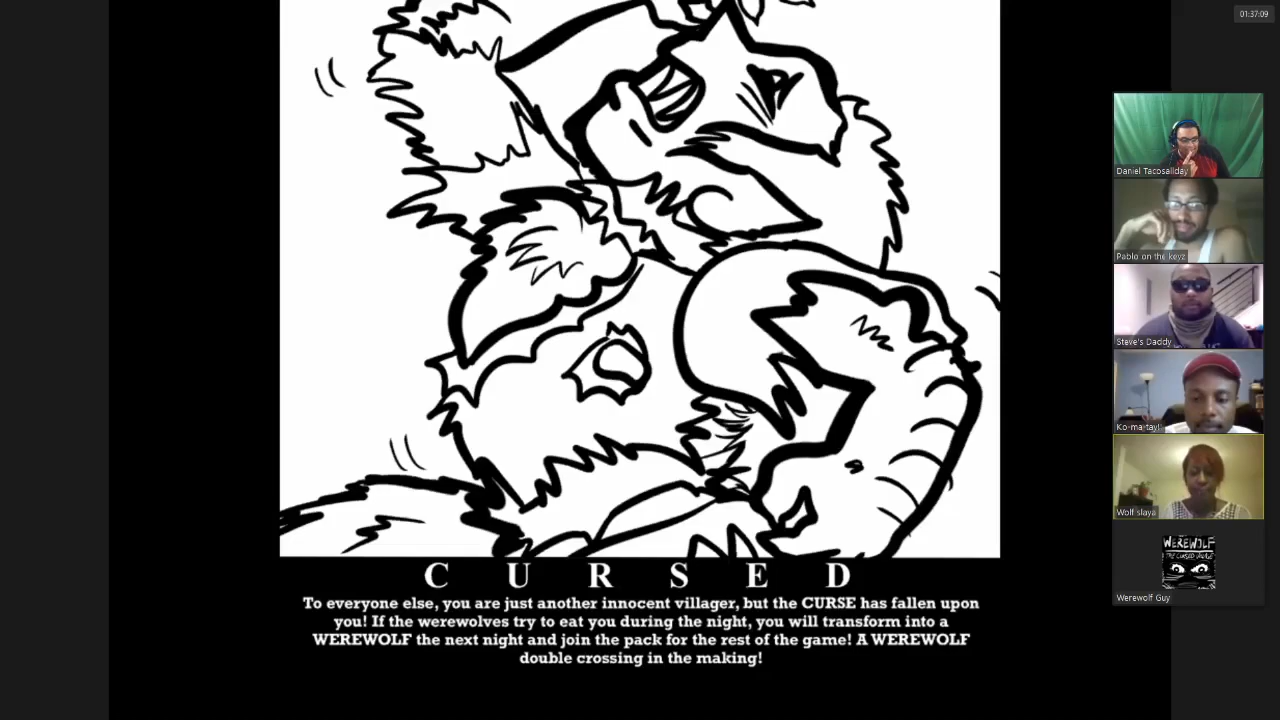 01:37:09
Daniel Tacosallday
Pablo on the keyz
Steve's Daddy
Ko-ma-tay!!
Wolf slaya
WEREWOLF
Werewolf Guy
CURSED
To everyone else, you are just another innocent villager, but the CURSE has fallen upon
you! If the werewolves try to eat you during the night, you will transform into a
WEREWOLF the next night and join the pack for the rest of the game! A WEREWOLF
double crossing in the making!